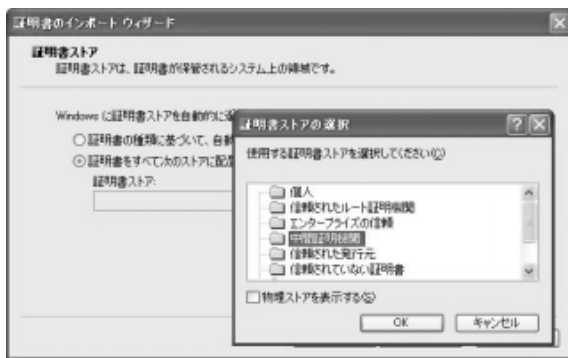 証明書のインポート ウィザード
証明書ストア
証明書ストアは、証明書が保管されるシステム上の領域です。
Windows に証明書ストアを自動的に選
証明書の種類に基づいて、自動
証明書をすべて次のストアに配置
証明書ストア:
証明書ストアの選択
使用する証明書ストアを選択してください(C)
個人
信頼されたルート証明機関
エンタープライズの信頼
中間証明機関
信頼された発行元
信頼されていない証明書
物理ストアを表示する(S)
OK
キャンセル